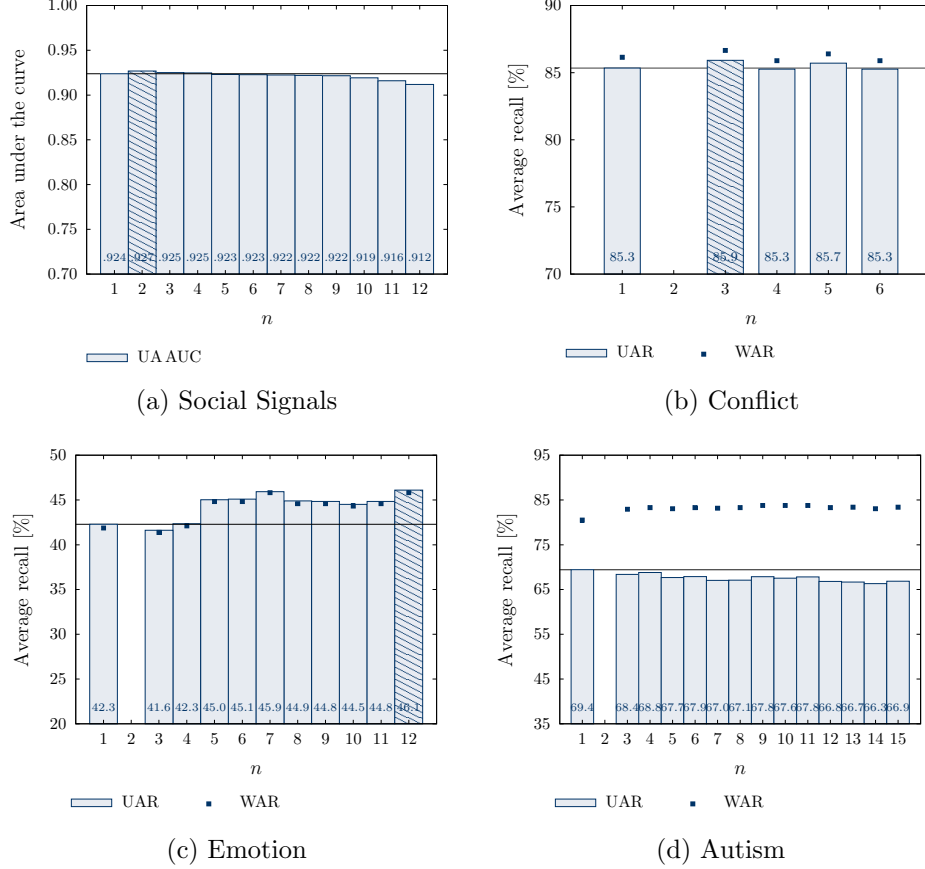 1.00
0.95
0.90
0.85
0.80
0.75
0.70
Area under the curve
.924 .927 .925 .925 .923 .923 .922 .922 .922 .919 .916 .912
1 2 3 4 5 6 7 8 9 10 11 12
n
UA AUC
(a) Social Signals
90
85
80
75
70
Average recall [%]
85.3 85.9 85.3 85.7 85.3
1 2 3 4 5 6
n
UAR WAR
(b) Conflict
50
45
40
35
30
25
20
Average recall [%]
42.3 41.6 42.3 45.0 45.1 45.9 44.9 44.8 44.5 44.8 46.1
1 2 3 4 5 6 7 8 9 10 11 12
n
UAR WAR
(c) Emotion
95
85
75
65
55
45
35
Average recall [%]
69.4 68.4 68.8 67.7 67.9 67.0 67.1 67.8 67.6 67.8 66.8 66.7 66.3 66.9
1 2 3 4 5 6 7 8 9 10 11 12 13 14 15
n
UAR WAR
(d) Autism